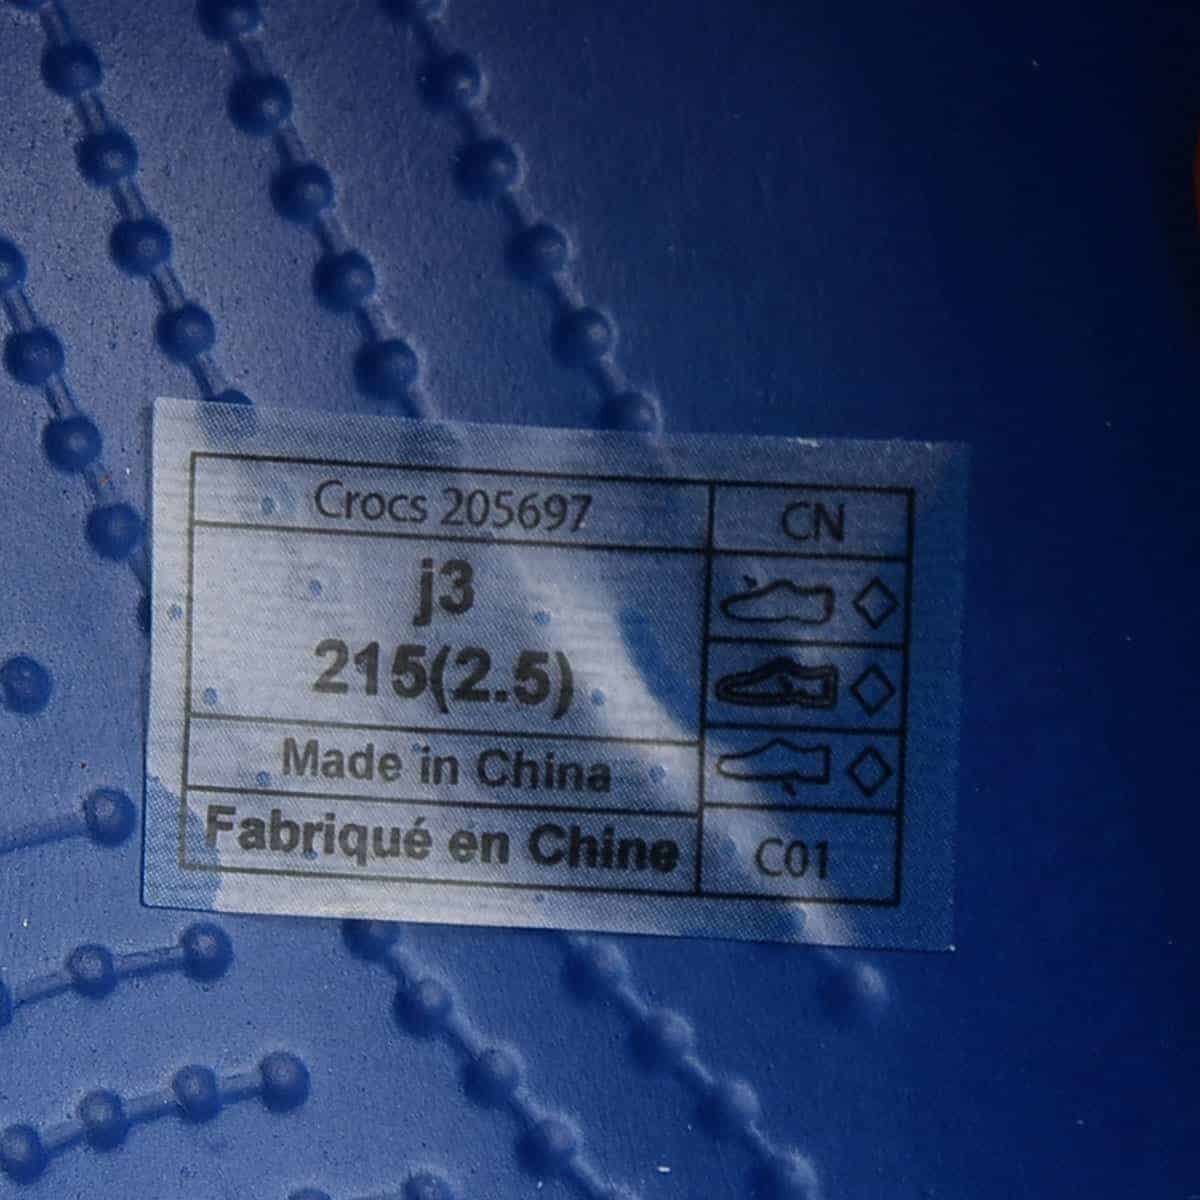 Crocs 205697
CN
j3
215(2.5)
Made in China
Fabriqué en Chine
C01